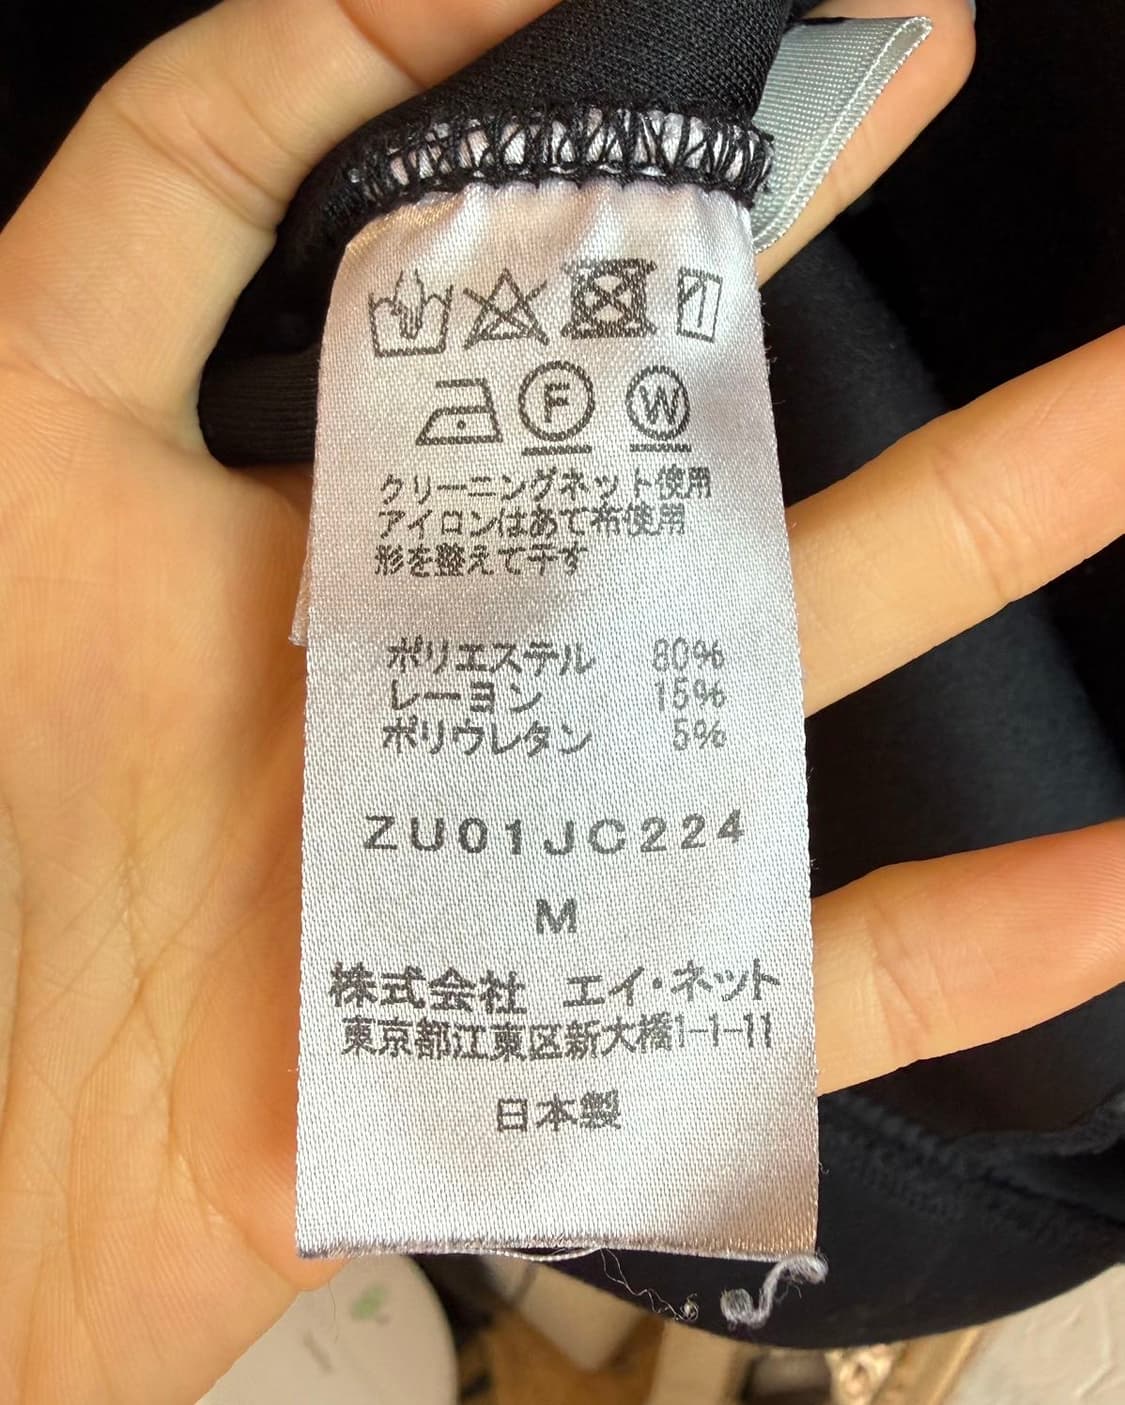 F W
クリーニングネット使用
アイロンはあて布使用
形を整えて干す
ポリエステル 80%
レーヨン 15%
ポリウレタン 5%
ZU01JC224
M
株式会社 エイ・ネット
東京都江東区新大橋1-1-11
日本製